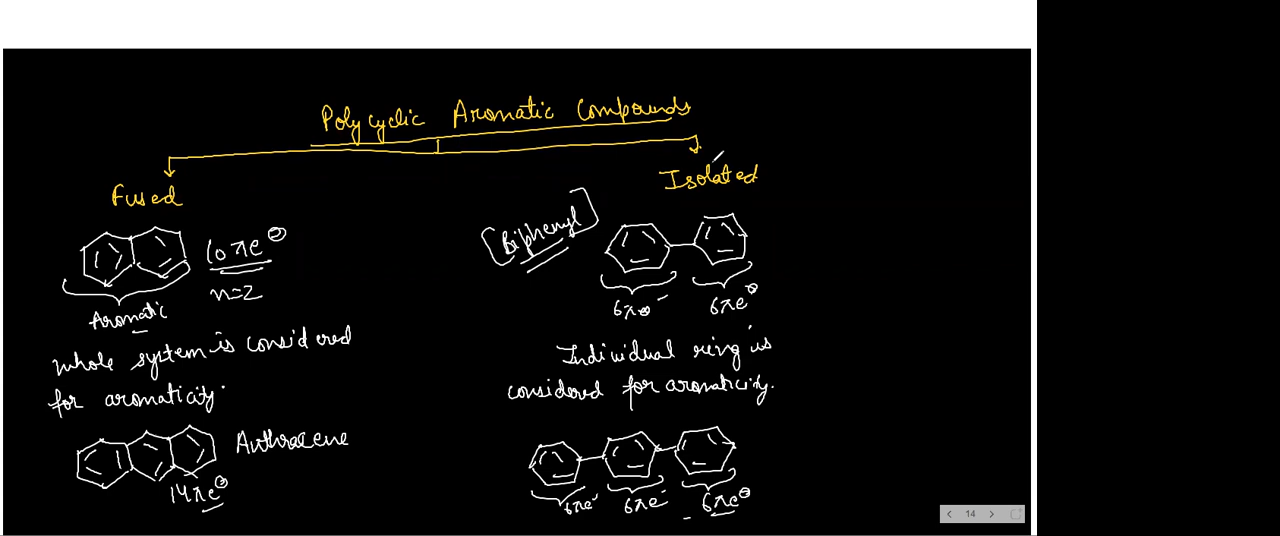 Polycyclic Aromatic Compounds
Fused
Isolated
10πe⊖
n=2
Aromatic
Whole system is considered
for aromaticity.
Anthracene
14πe⊖
[Biphenyl]
6πe⁻
6πe⊖
Individual ring is
considered for aromaticity.
6πe⁻
6πe⁻
6πe⊖
14